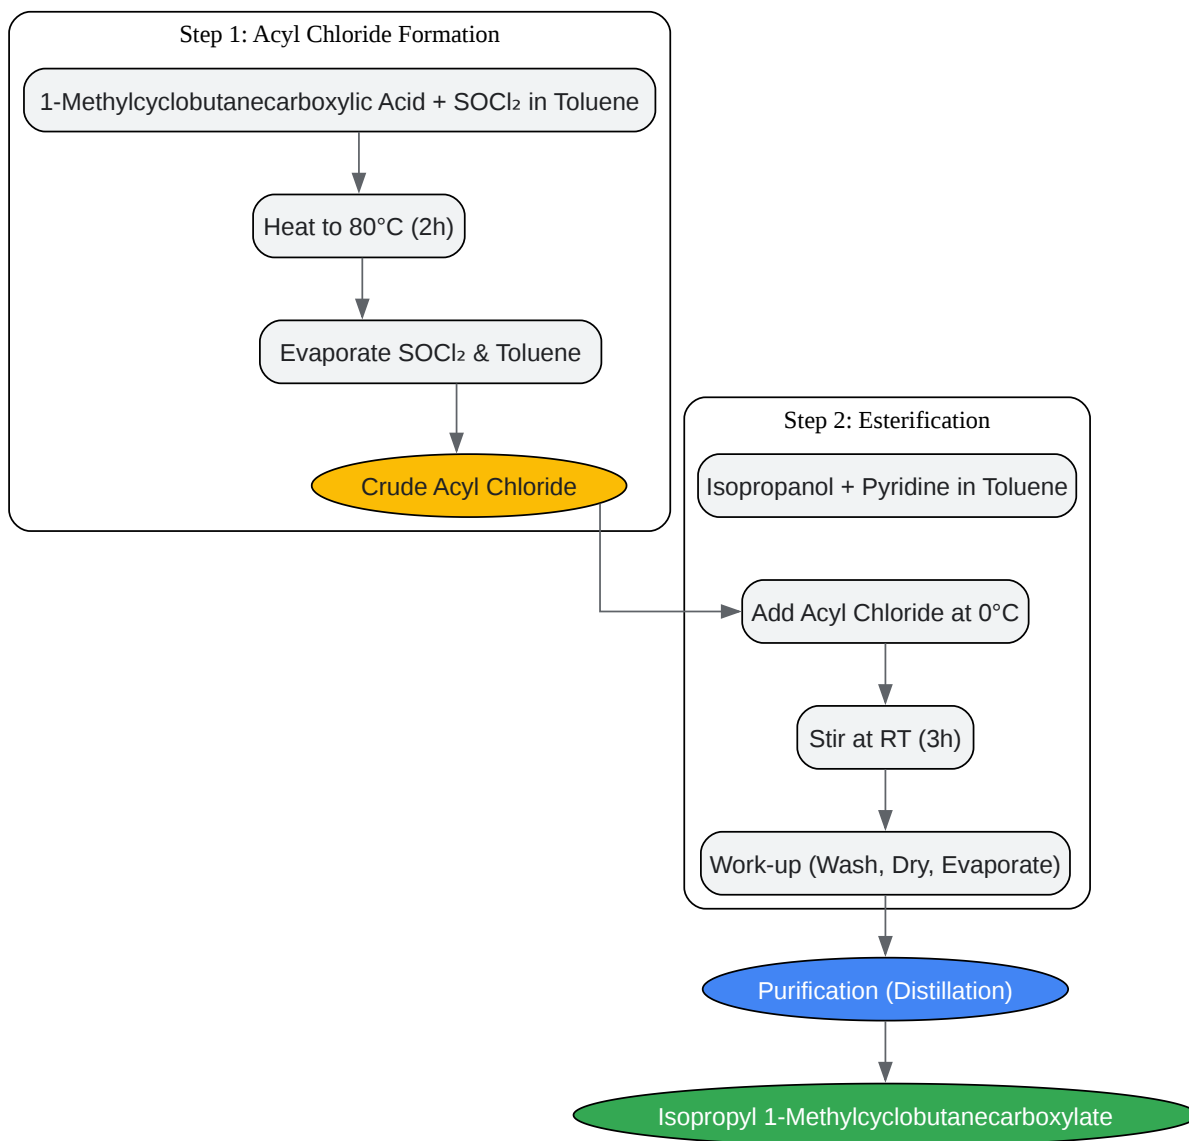 Step 1: Acyl Chloride Formation
1-Methylcyclobutanecarboxylic Acid + SOCl₂ in Toluene
Heat to 80°C (2h)
Evaporate SOCl₂ & Toluene
Crude Acyl Chloride
Step 2: Esterification
Isopropanol + Pyridine in Toluene
Add Acyl Chloride at 0°C
Stir at RT (3h)
Work-up (Wash, Dry, Evaporate)
Purification (Distillation)
Isopropyl 1-Methylcyclobutanecarboxylate